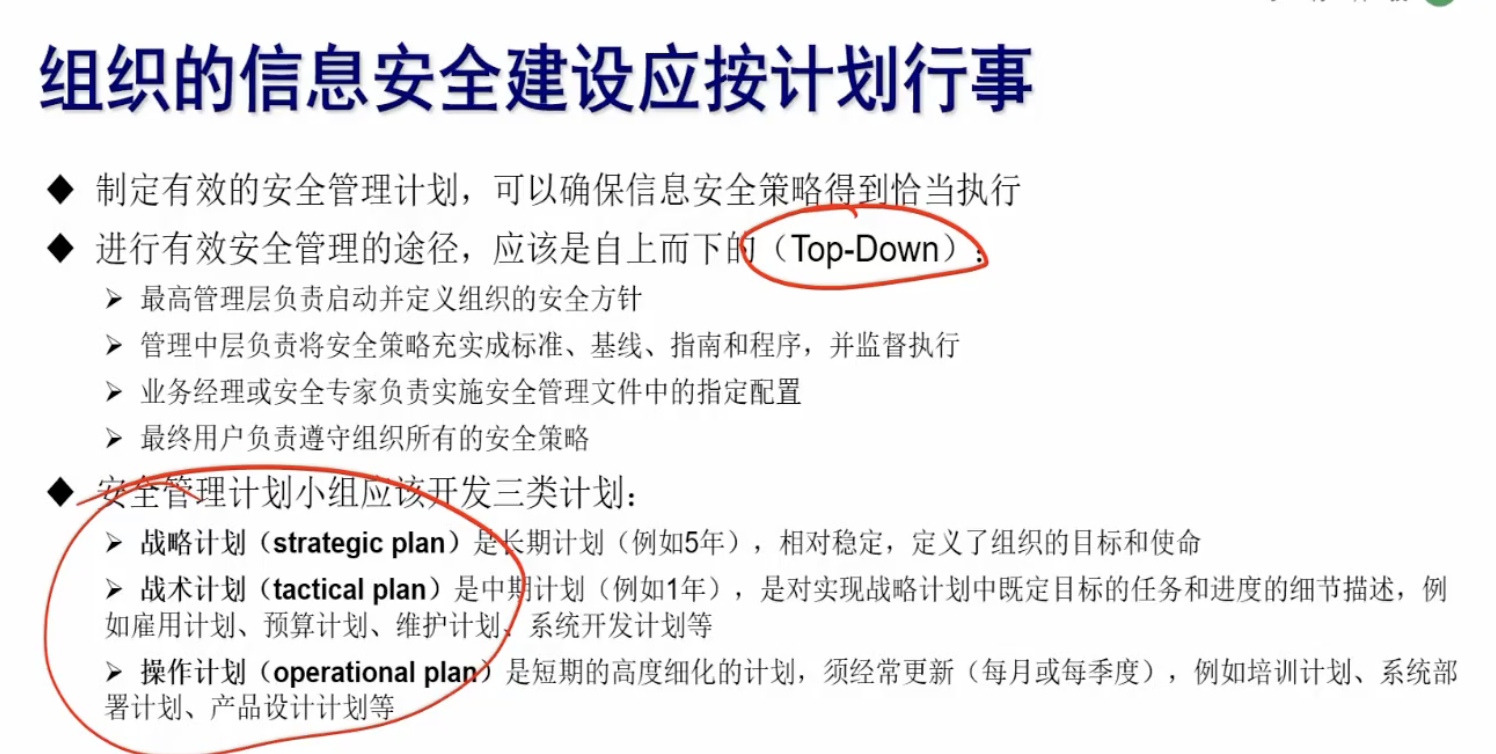 组织的信息安全建设应按计划行事
◆ 制定有效的安全管理计划，可以确保信息安全策略得到恰当执行
◆ 进行有效安全管理的途径，应该是自上而下的（Top-Down）：
➢ 最高管理层负责启动并定义组织的安全方针
➢ 管理中层负责将安全策略充实成标准、基线、指南和程序，并监督执行
➢ 业务经理或安全专家负责实施安全管理文件中的指定配置
➢ 最终用户负责遵守组织所有的安全策略
◆ 安全管理计划小组应该开发三类计划：
➢ 战略计划（strategic plan）是长期计划（例如5年），相对稳定，定义了组织的目标和使命
➢ 战术计划（tactical plan）是中期计划（例如1年），是对实现战略计划中既定目标的任务和进度的细节描述，例
如雇用计划、预算计划、维护计划、系统开发计划等
➢ 操作计划（operational plan）是短期的高度细化的计划，须经常更新（每月或每季度），例如培训计划、系统部
署计划、产品设计计划等